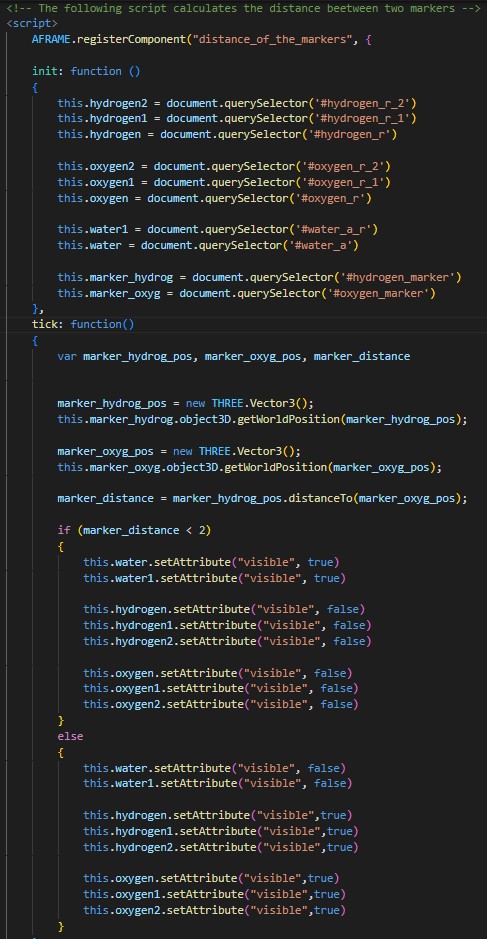 <!-- The following script calculates the distance beetween two markers -->
<script>
AFRAME.registerComponent("distance_of_the_markers", {
init: function ()
{
this.hydrogen2 = document.querySelector('#hydrogen_r_2')
this.hydrogen1 = document.querySelector('#hydrogen_r_1')
this.hydrogen = document.querySelector('#hydrogen_r')
this.oxygen2 = document.querySelector('#oxygen_r_2')
this.oxygen1 = document.querySelector('#oxygen_r_1')
this.oxygen = document.querySelector('#oxygen_r')
this.water1 = document.querySelector('#water_a_r')
this.water = document.querySelector('#water_a')
this.marker_hydrog = document.querySelector('#hydrogen_marker')
this.marker_oxyg = document.querySelector('#oxygen_marker')
},
tick: function()
{
var marker_hydrog_pos, marker_oxyg_pos, marker_distance
marker_hydrog_pos = new THREE.Vector3();
this.marker_hydrog.object3D.getWorldPosition(marker_hydrog_pos);
marker_oxyg_pos = new THREE.Vector3();
this.marker_oxyg.object3D.getWorldPosition(marker_oxyg_pos);
marker_distance = marker_hydrog_pos.distanceTo(marker_oxyg_pos);
if (marker_distance < 2)
{
this.water.setAttribute("visible", true)
this.water1.setAttribute("visible", true)
this.hydrogen.setAttribute("visible", false)
this.hydrogen1.setAttribute("visible", false)
this.hydrogen2.setAttribute("visible", false)
this.oxygen.setAttribute("visible", false)
this.oxygen1.setAttribute("visible", false)
this.oxygen2.setAttribute("visible", false)
}
else
{
this.water.setAttribute("visible", false)
this.water1.setAttribute("visible", false)
this.hydrogen.setAttribute("visible",true)
this.hydrogen1.setAttribute("visible",true)
this.hydrogen2.setAttribute("visible",true)
this.oxygen.setAttribute("visible",true)
this.oxygen1.setAttribute("visible",true)
this.oxygen2.setAttribute("visible",true)
}